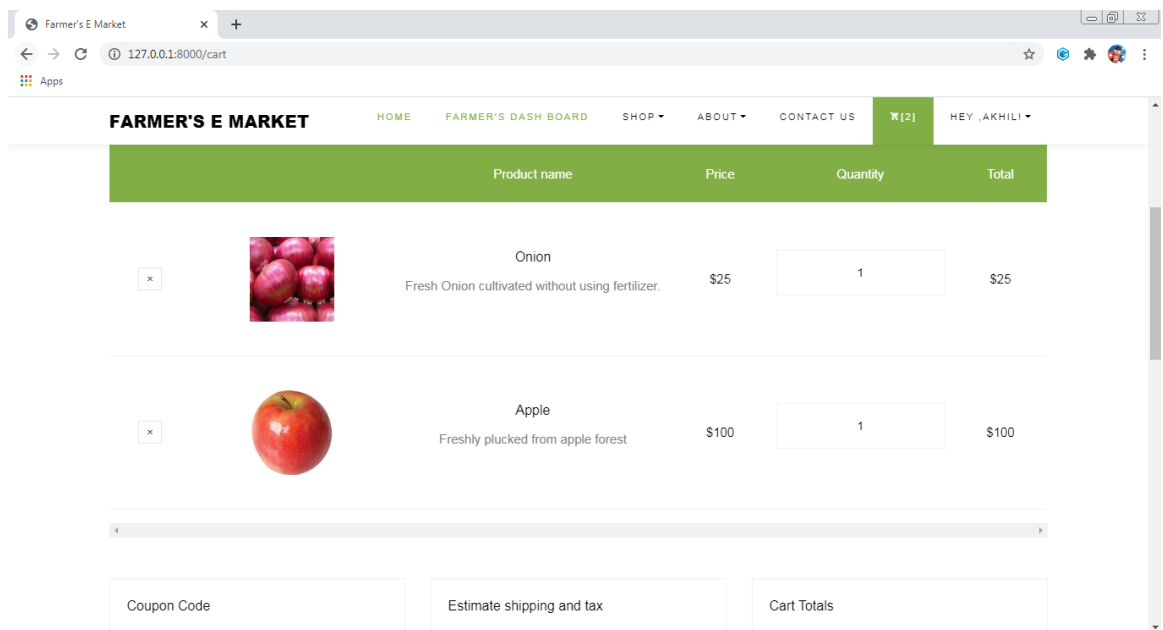 Farmer's E Market
127.0.0.1:8000/cart
Apps
FARMER'S E MARKET HOME FARMER'S DASH BOARD SHOP ABOUT CONTACT US [2] HEY ,AKHIL!
Product name Price Quantity Total
Onion
Fresh Onion cultivated without using fertilizer. $25 1 $25
Apple
Freshly plucked from apple forest $100 1 $100
Coupon Code Estimate shipping and tax Cart Totals